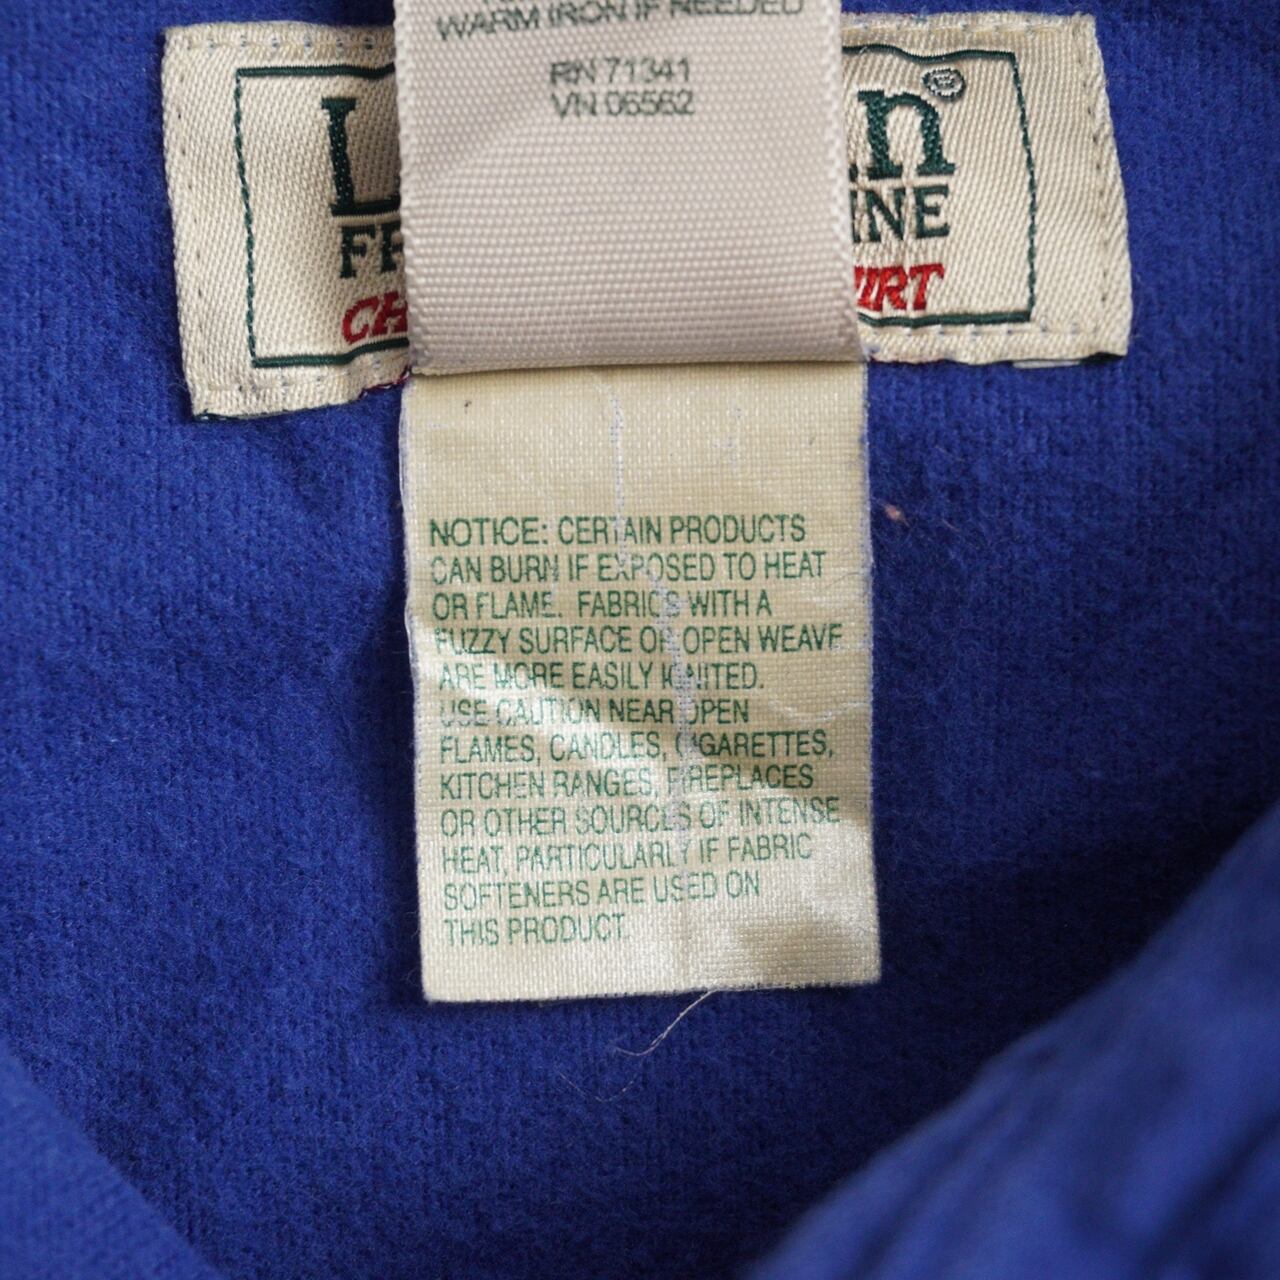 WARM IRON IF NEEDED
RN 71341
VN 06562
L n®
INE
IRT
NOTICE: CERTAIN PRODUCTS
CAN BURN IF EXPOSED TO HEAT
OR FLAME. FABRICS WITH A
FUZZY SURFACE OR OPEN WEAVE
ARE MORE EASILY IGNITED.
USE CAUTION NEAR OPEN
FLAMES, CANDLES, CIGARETTES,
KITCHEN RANGES, FIREPLACES
OR OTHER SOURCES OF INTENSE
HEAT, PARTICULARLY IF FABRIC
SOFTENERS ARE USED ON
THIS PRODUCT.